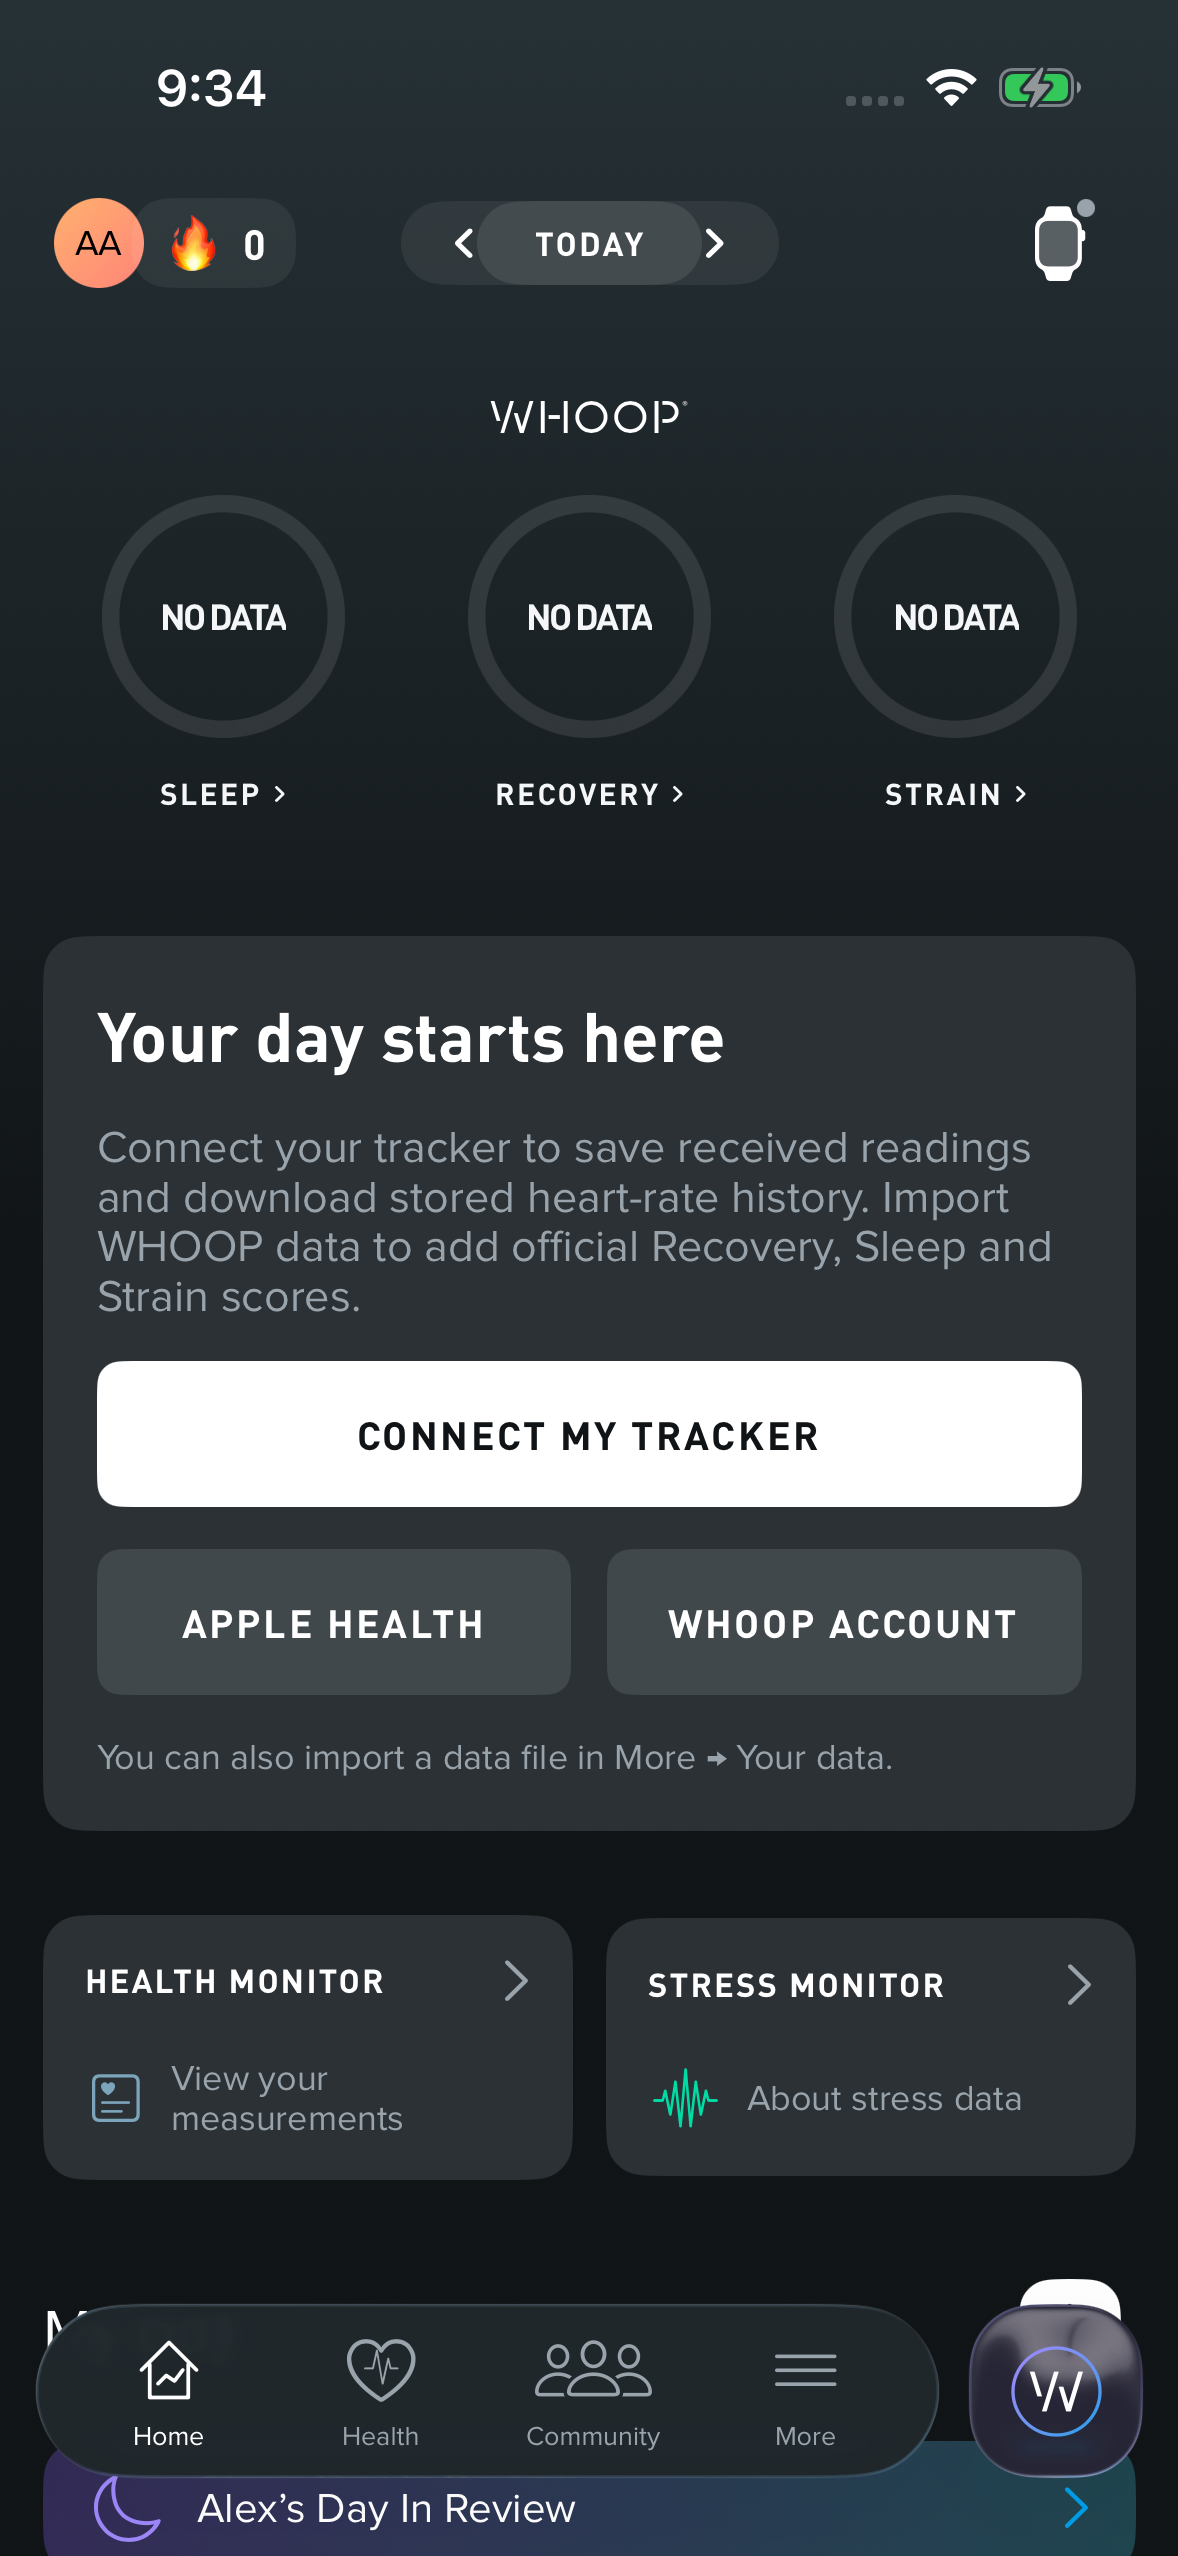 9:34
AA
0
TODAY
WHOOP®
NO DATA
NO DATA
NO DATA
SLEEP
RECOVERY
STRAIN
Your day starts here
Connect your tracker to save received readings
and download stored heart-rate history. Import
WHOOP data to add official Recovery, Sleep and
Strain scores.
CONNECT MY TRACKER
APPLE HEALTH
WHOOP ACCOUNT
You can also import a data file in More → Your data.
HEALTH MONITOR
View your
measurements
STRESS MONITOR
About stress data
Home
Health
Community
More
W
Alex’s Day In Review